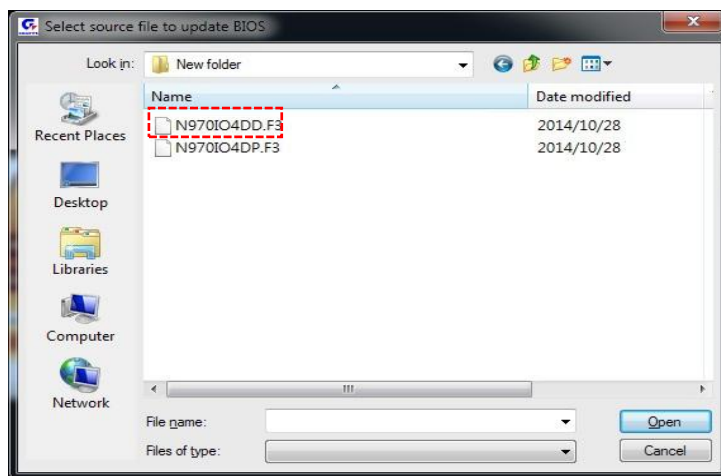 Select source file to update BIOS
Look in: New folder
Name Date modified
N970IO4DD.F3 2014/10/28
N970IO4DP.F3 2014/10/28
Recent Places
Desktop
Libraries
Computer
Network
File name: Open
Files of type: Cancel